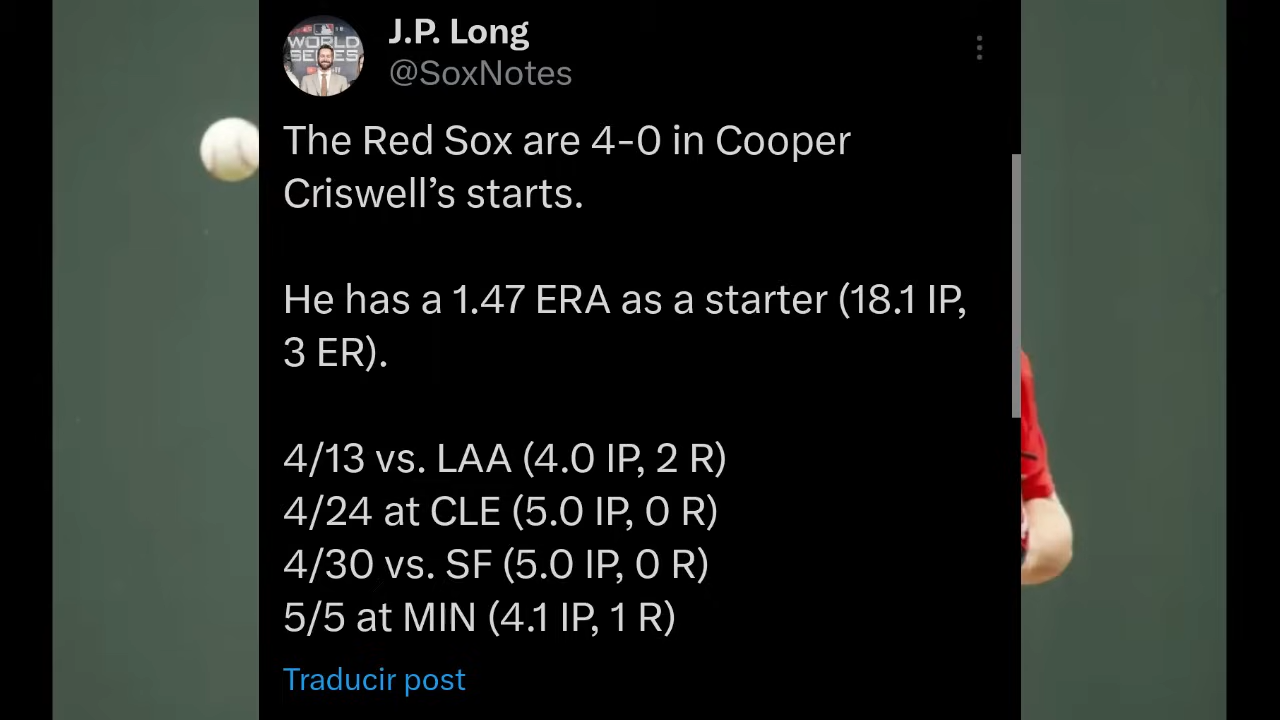 J.P. Long
@SoxNotes
The Red Sox are 4-0 in Cooper
Criswell’s starts.
He has a 1.47 ERA as a starter (18.1 IP,
3 ER).
4/13 vs. LAA (4.0 IP, 2 R)
4/24 at CLE (5.0 IP, 0 R)
4/30 vs. SF (5.0 IP, 0 R)
5/5 at MIN (4.1 IP, 1 R)
Traducir post
WORLD
SERIES